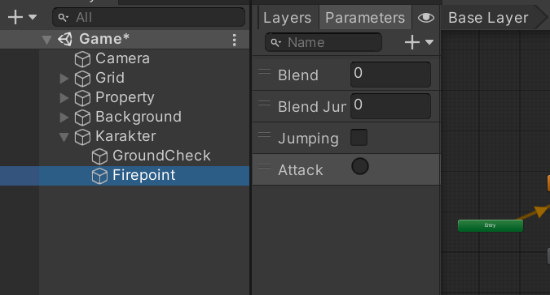 All
Game*
Camera
Grid
Property
Background
Karakter
GroundCheck
Firepoint
Layers Parameters
Name
Blend 0
Blend Jur 0
Jumping
Attack
Base Layer
Entry